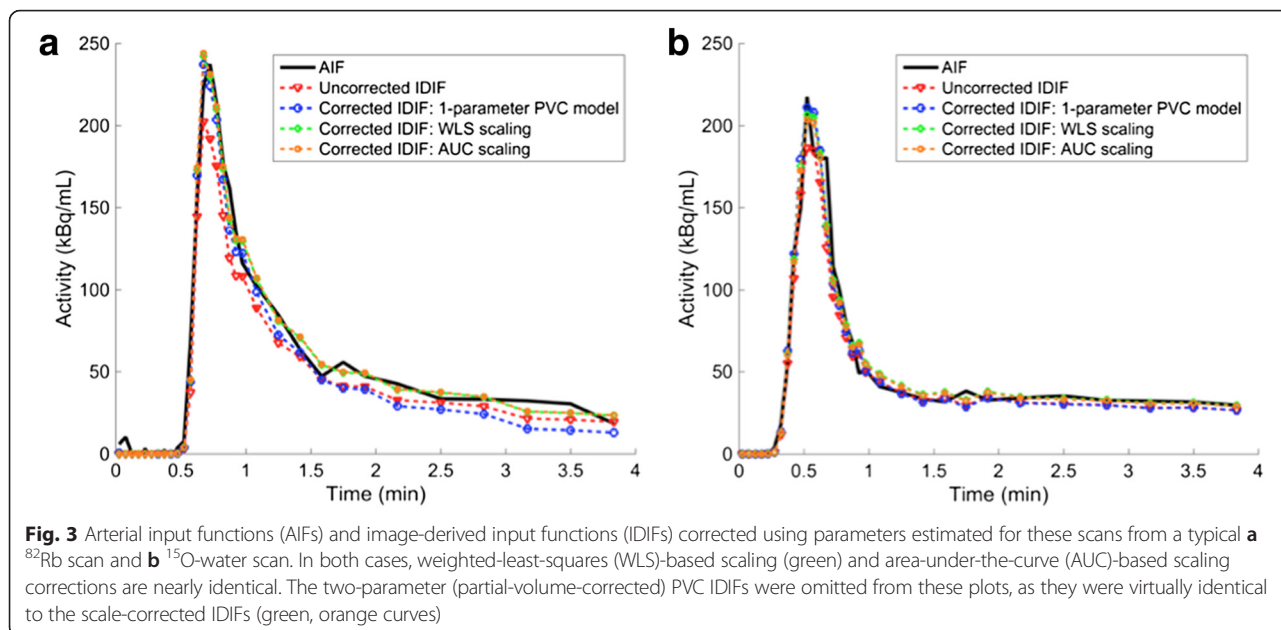 a
250
200
150
100
50
0
Activity (kBq/mL)
0 0.5 1 1.5 2 2.5 3 3.5 4
Time (min)
AIF
Uncorrected IDIF
Corrected IDIF: 1-parameter PVC model
Corrected IDIF: WLS scaling
Corrected IDIF: AUC scaling
b
250
200
150
100
50
0
Activity (kBq/mL)
0 0.5 1 1.5 2 2.5 3 3.5 4
Time (min)
AIF
Uncorrected IDIF
Corrected IDIF: 1-parameter PVC model
Corrected IDIF: WLS scaling
Corrected IDIF: AUC scaling
Fig. 3 Arterial input functions (AIFs) and image-derived input functions (IDIFs) corrected using parameters estimated for these scans from a typical a
⁸²Rb scan and b ¹⁵O-water scan. In both cases, weighted-least-squares (WLS)-based scaling (green) and area-under-the-curve (AUC)-based scaling
corrections are nearly identical. The two-parameter (partial-volume-corrected) PVC IDIFs were omitted from these plots, as they were virtually identical
to the scale-corrected IDIFs (green, orange curves)